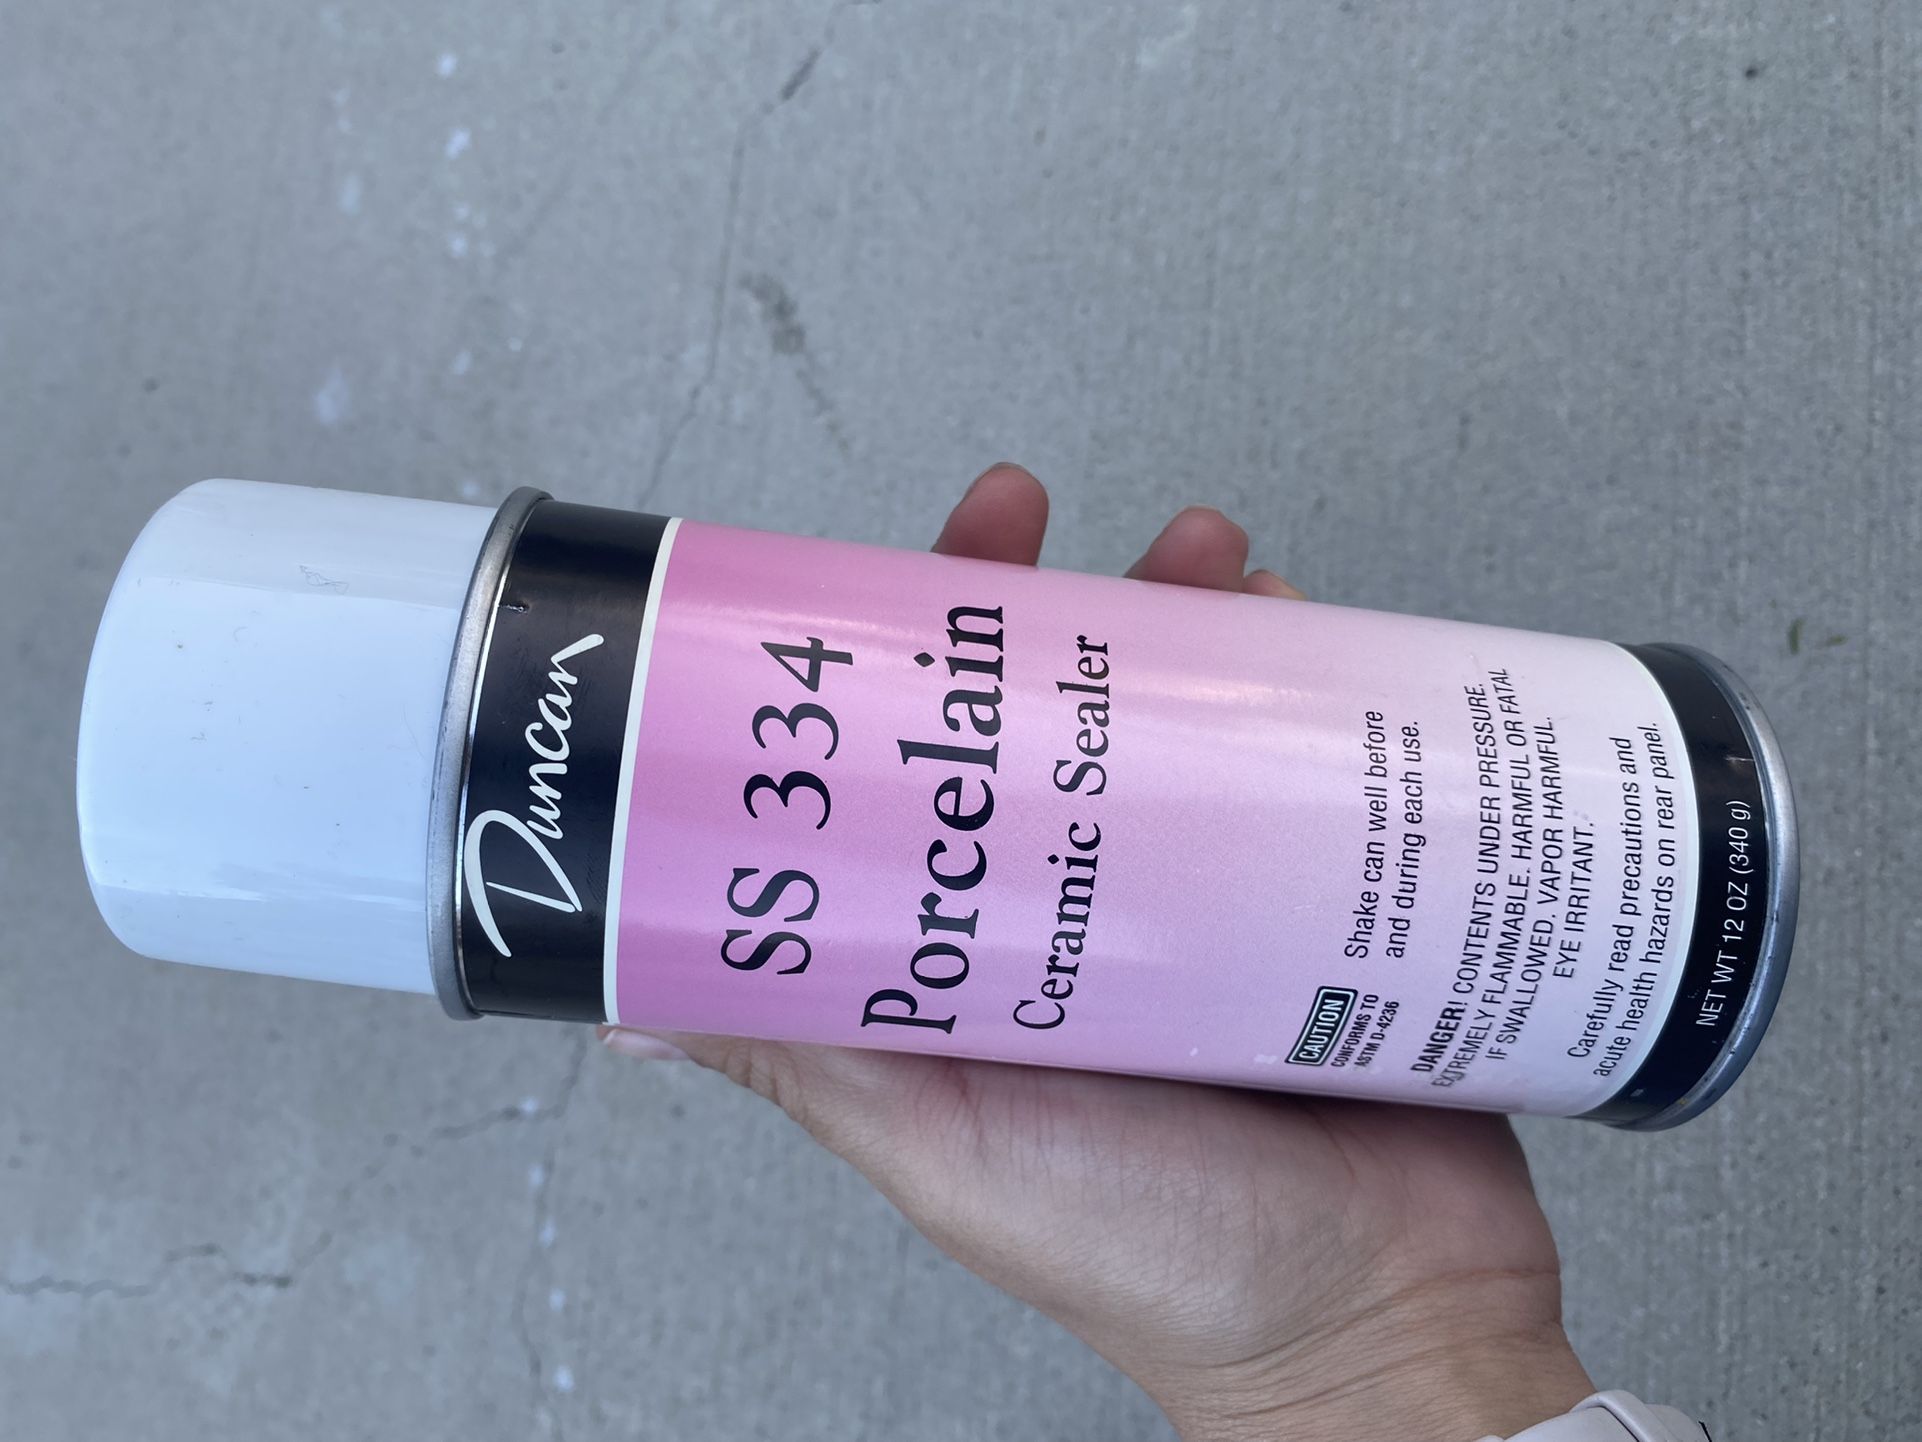 Duncan
SS 334
Porcelain
Ceramic Sealer
CAUTION
CONFORMS TO
ASTM D-4236
Shake can well before
and during each use.
DANGER! CONTENTS UNDER PRESSURE.
EXTREMELY FLAMMABLE. HARMFUL OR FATAL
IF SWALLOWED. VAPOR HARMFUL.
EYE IRRITANT.
Carefully read precautions and
acute health hazards on rear panel.
NET WT 12 OZ (340 g)